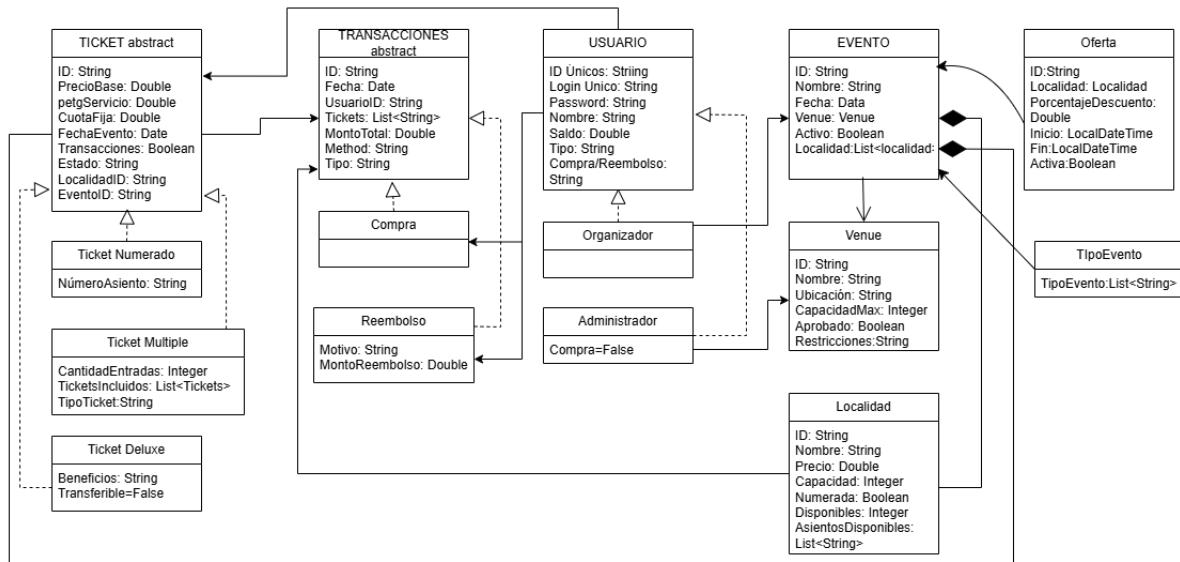 TICKET abstract
ID: String
PrecioBase: Double
petgServicio: Double
CuotaFija: Double
FechaEvento: Date
Transacciones: Boolean
Estado: String
LocalidadID: String
EventoID: String
Ticket Numerado
NúmeroAsiento: String
Ticket Multiple
CantidadEntradas: Integer
TicketsIncluidos: List<Tickets>
TipoTicket:String
Ticket Deluxe
Beneficios: String
Transferible=False
TRANSACCIONES
abstract
ID: String
Fecha: Date
UsuarioID: String
Tickets: List<String>
MontoTotal: Double
Method: String
Tipo: String
Compra
Reembolso
Motivo: String
MontoReembolso: Double
USUARIO
ID Únicos: Striing
Login Unico: String
Password: String
Nombre: String
Saldo: Double
Tipo: String
Compra/Reembolso:
String
Organizador
Administrador
Compra=False
EVENTO
ID: String
Nombre: String
Fecha: Data
Venue: Venue
Activo: Boolean
Localidad:List<localidad>
Venue
ID: String
Nombre: String
Ubicación: String
CapacidadMax: Integer
Aprobado: Boolean
Restricciones:String
Localidad
ID: String
Nombre: String
Precio: Double
Capacidad: Integer
Numerada: Boolean
Disponibles: Integer
AsientosDisponibles:
List<String>
Oferta
ID:String
Localidad: Localidad
PorcentajeDescuento:
Double
Inicio: LocalDateTime
Fin:LocalDateTime
Activa:Boolean
TIpoEvento
TipoEvento:List<String>